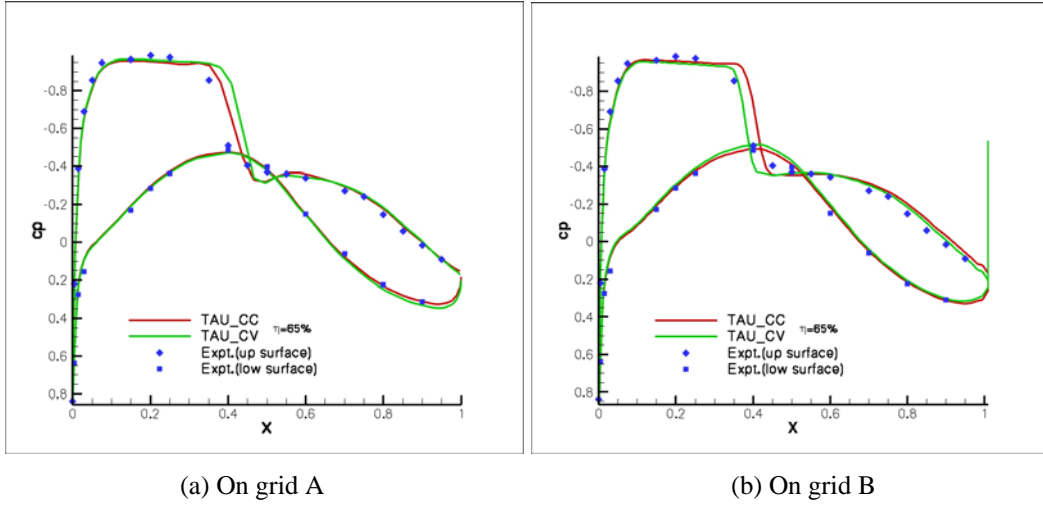 -0.8
-0.6
-0.4
-0.2
0
0.2
0.4
0.6
0.8
cp
TAU_CC
TAU_CV
η=65%
Expt.(up surface)
Expt.(low surface)
0 0.2 0.4 0.6 0.8 1
X
(a) On grid A
-0.8
-0.6
-0.4
-0.2
0
0.2
0.4
0.6
0.8
cp
TAU_CC
TAU_CV
η=65%
Expt.(up surface)
Expt.(low surface)
0 0.2 0.4 0.6 0.8 1
X
(b) On grid B